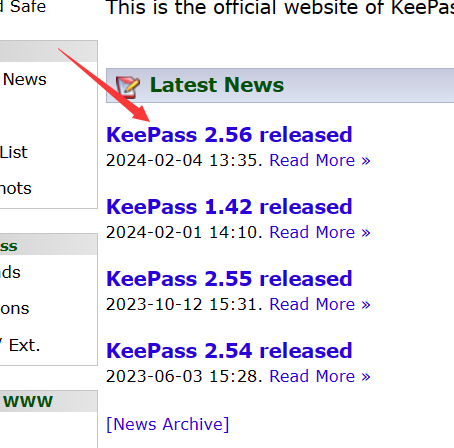 d Safe
This is the official website of KeePas
News
Latest News
KeePass 2.56 released
2024-02-04 13:35. Read More »
List
nots
KeePass 1.42 released
2024-02-01 14:10. Read More »
ss
ds
KeePass 2.55 released
2023-10-12 15:31. Read More »
ons
/ Ext.
KeePass 2.54 released
2023-06-03 15:28. Read More »
WWW
[News Archive]